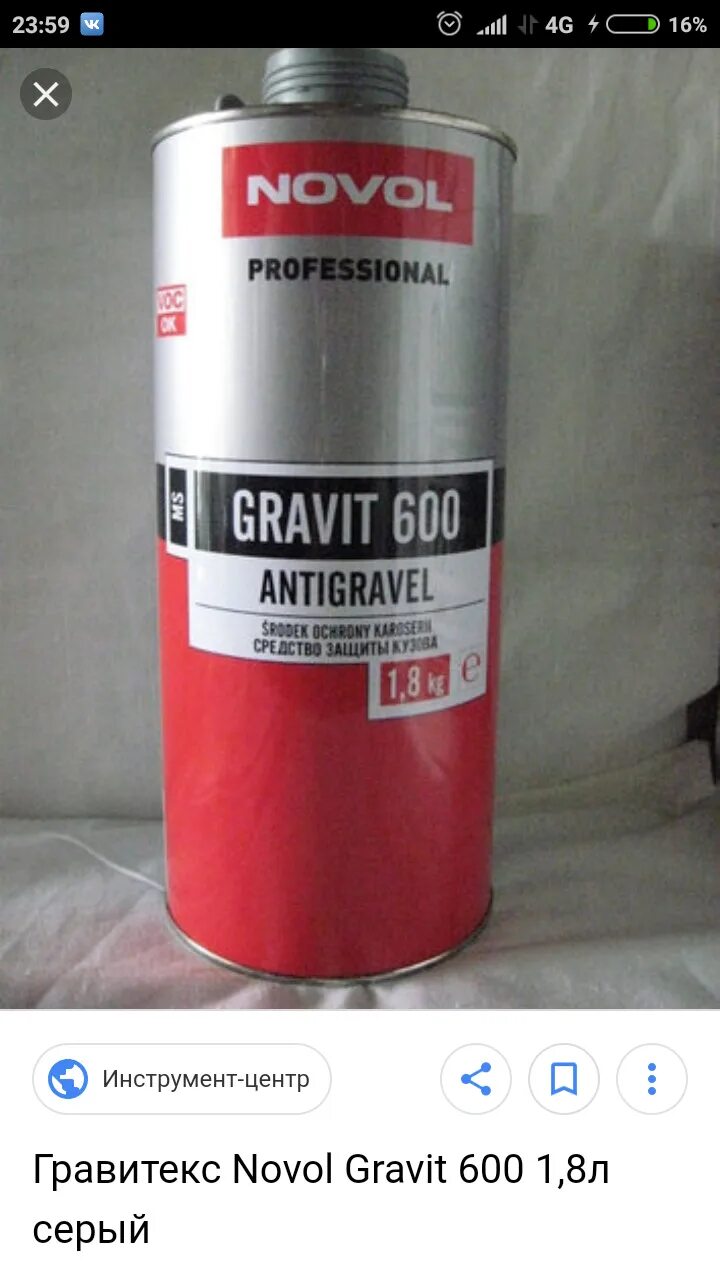 23:59
4G
16%
NOVOL
PROFESSIONAL
VOC
OK
MS
GRAVIT 600
ANTIGRAVEL
ŚRODEK OCHRONY KAROSERII
СРЕДСТВО ЗАЩИТЫ КУЗОВА
1,8 kg e
Инструмент-центр
Гравитекс Novol Gravit 600 1,8л
серый